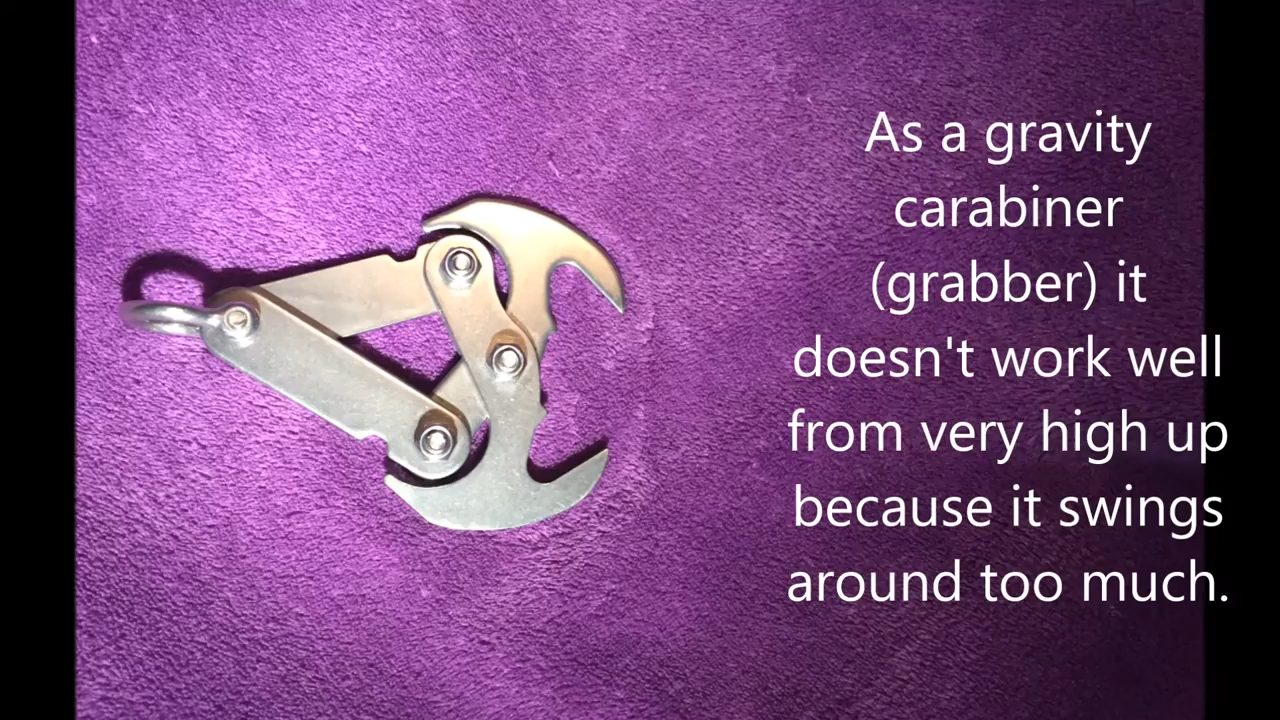 As a gravity
carabiner
(grabber) it
doesn't work well
from very high up
because it swings
around too much.